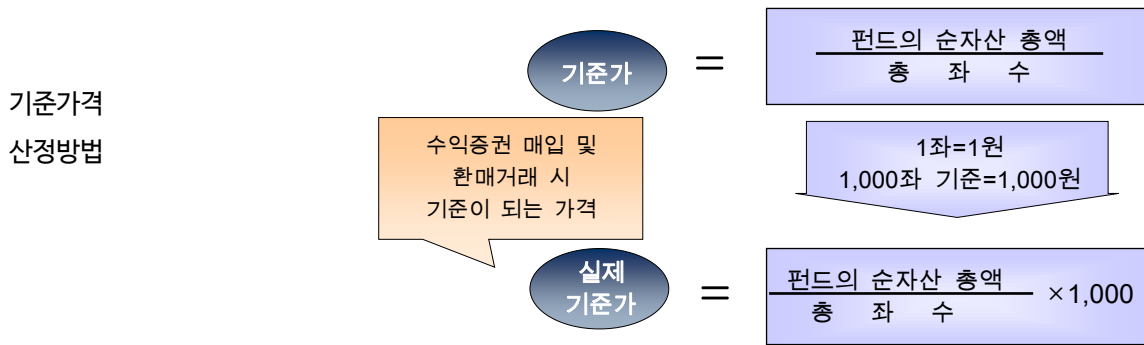 기준가격
산정방법
기준가
=
펀드의 순자산 총액
총 좌 수
수익증권 매입 및
환매거래 시
기준이 되는 가격
1좌=1원
1,000좌 기준=1,000원
실제
기준가
=
펀드의 순자산 총액
총 좌 수
×1,000